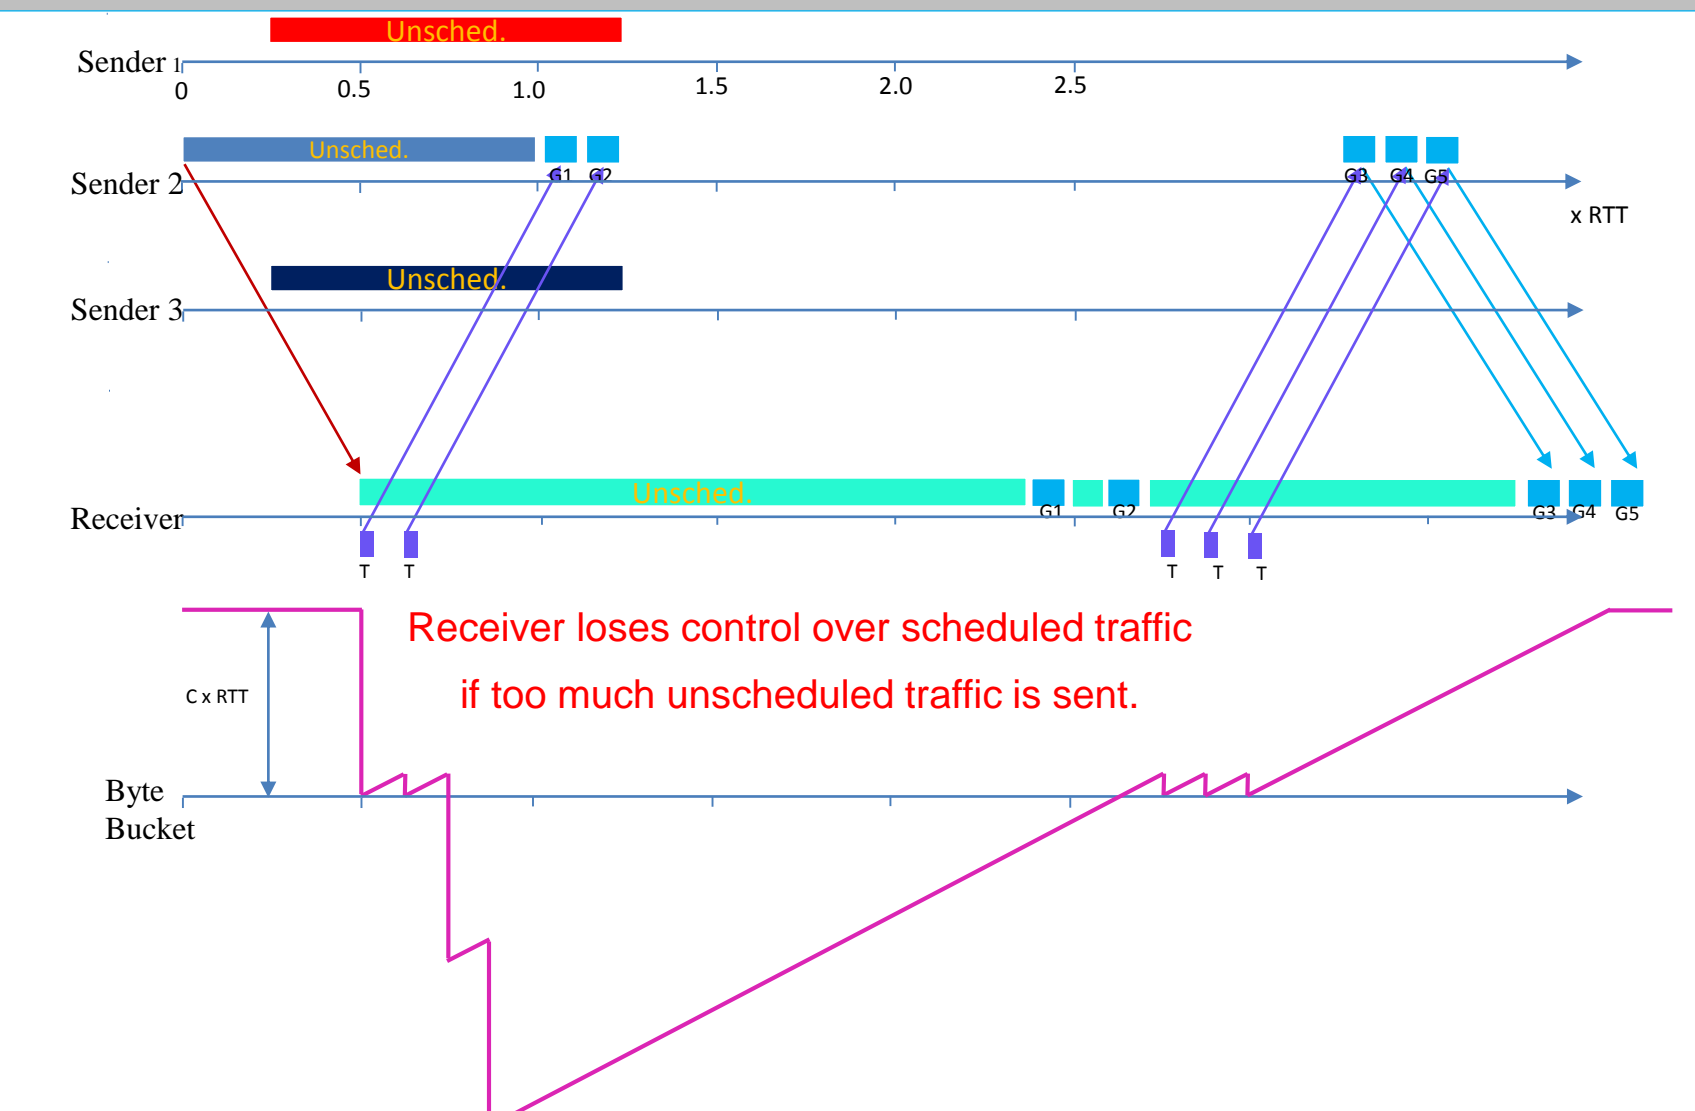 Unsched.
Sender 1
0 0.5 1.0 1.5 2.0 2.5
Unsched.
G1 G2 G3 G4 G5
Sender 2
x RTT
Unsched.
Sender 3
Unsched.
G1 G2 G3 G4 G5
Receiver
T T T T T
Receiver loses control over scheduled traffic
if too much unscheduled traffic is sent.
C x RTT
Byte
Bucket